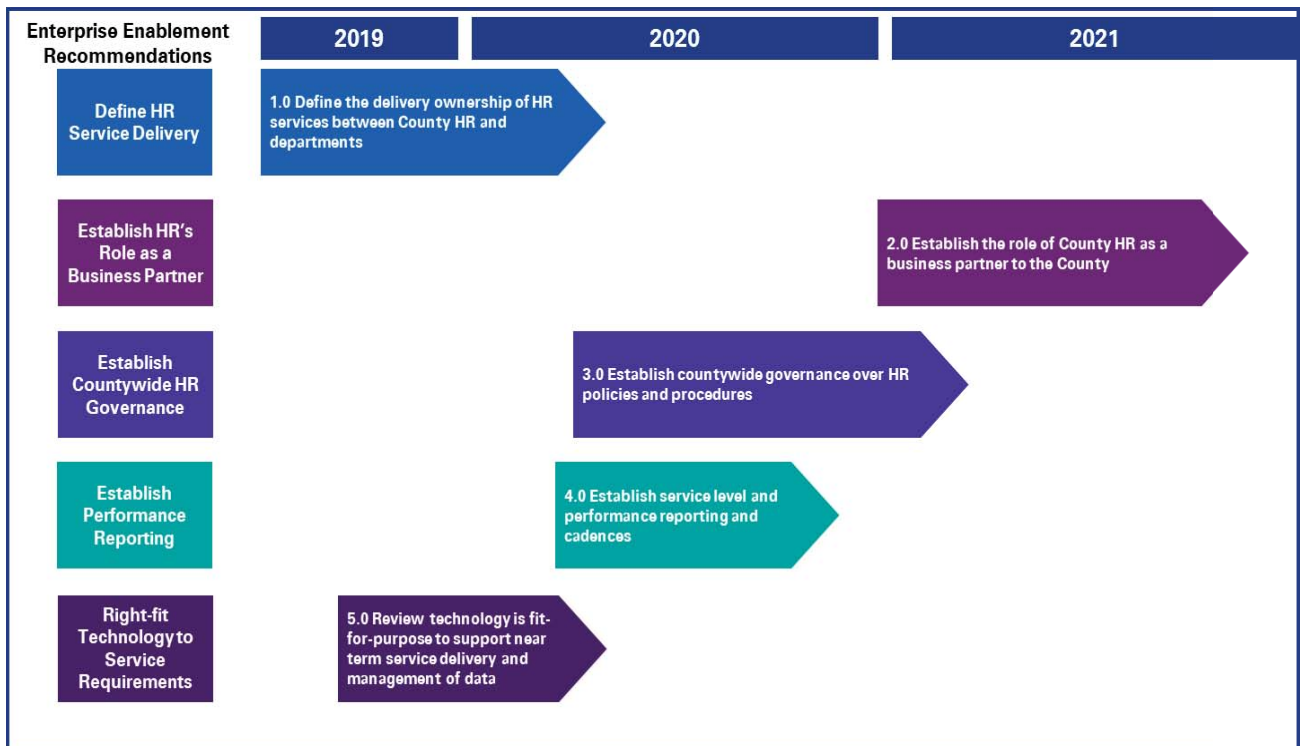 Enterprise Enablement
Recommendations
2019
2020
2021
Define HR
Service Delivery
1.0 Define the delivery ownership of HR
services between County HR and
departments
Establish HR's
Role as a
Business Partner
2.0 Establish the role of County HR as a
business partner to the County
Establish
Countywide HR
Governance
3.0 Establish countywide governance over HR
policies and procedures
Establish
Performance
Reporting
4.0 Establish service level and
performance reporting and
cadences
Right-fit
Technology to
Service
Requirements
5.0 Review technology is fit-
for-purpose to support near
term service delivery and
management of data